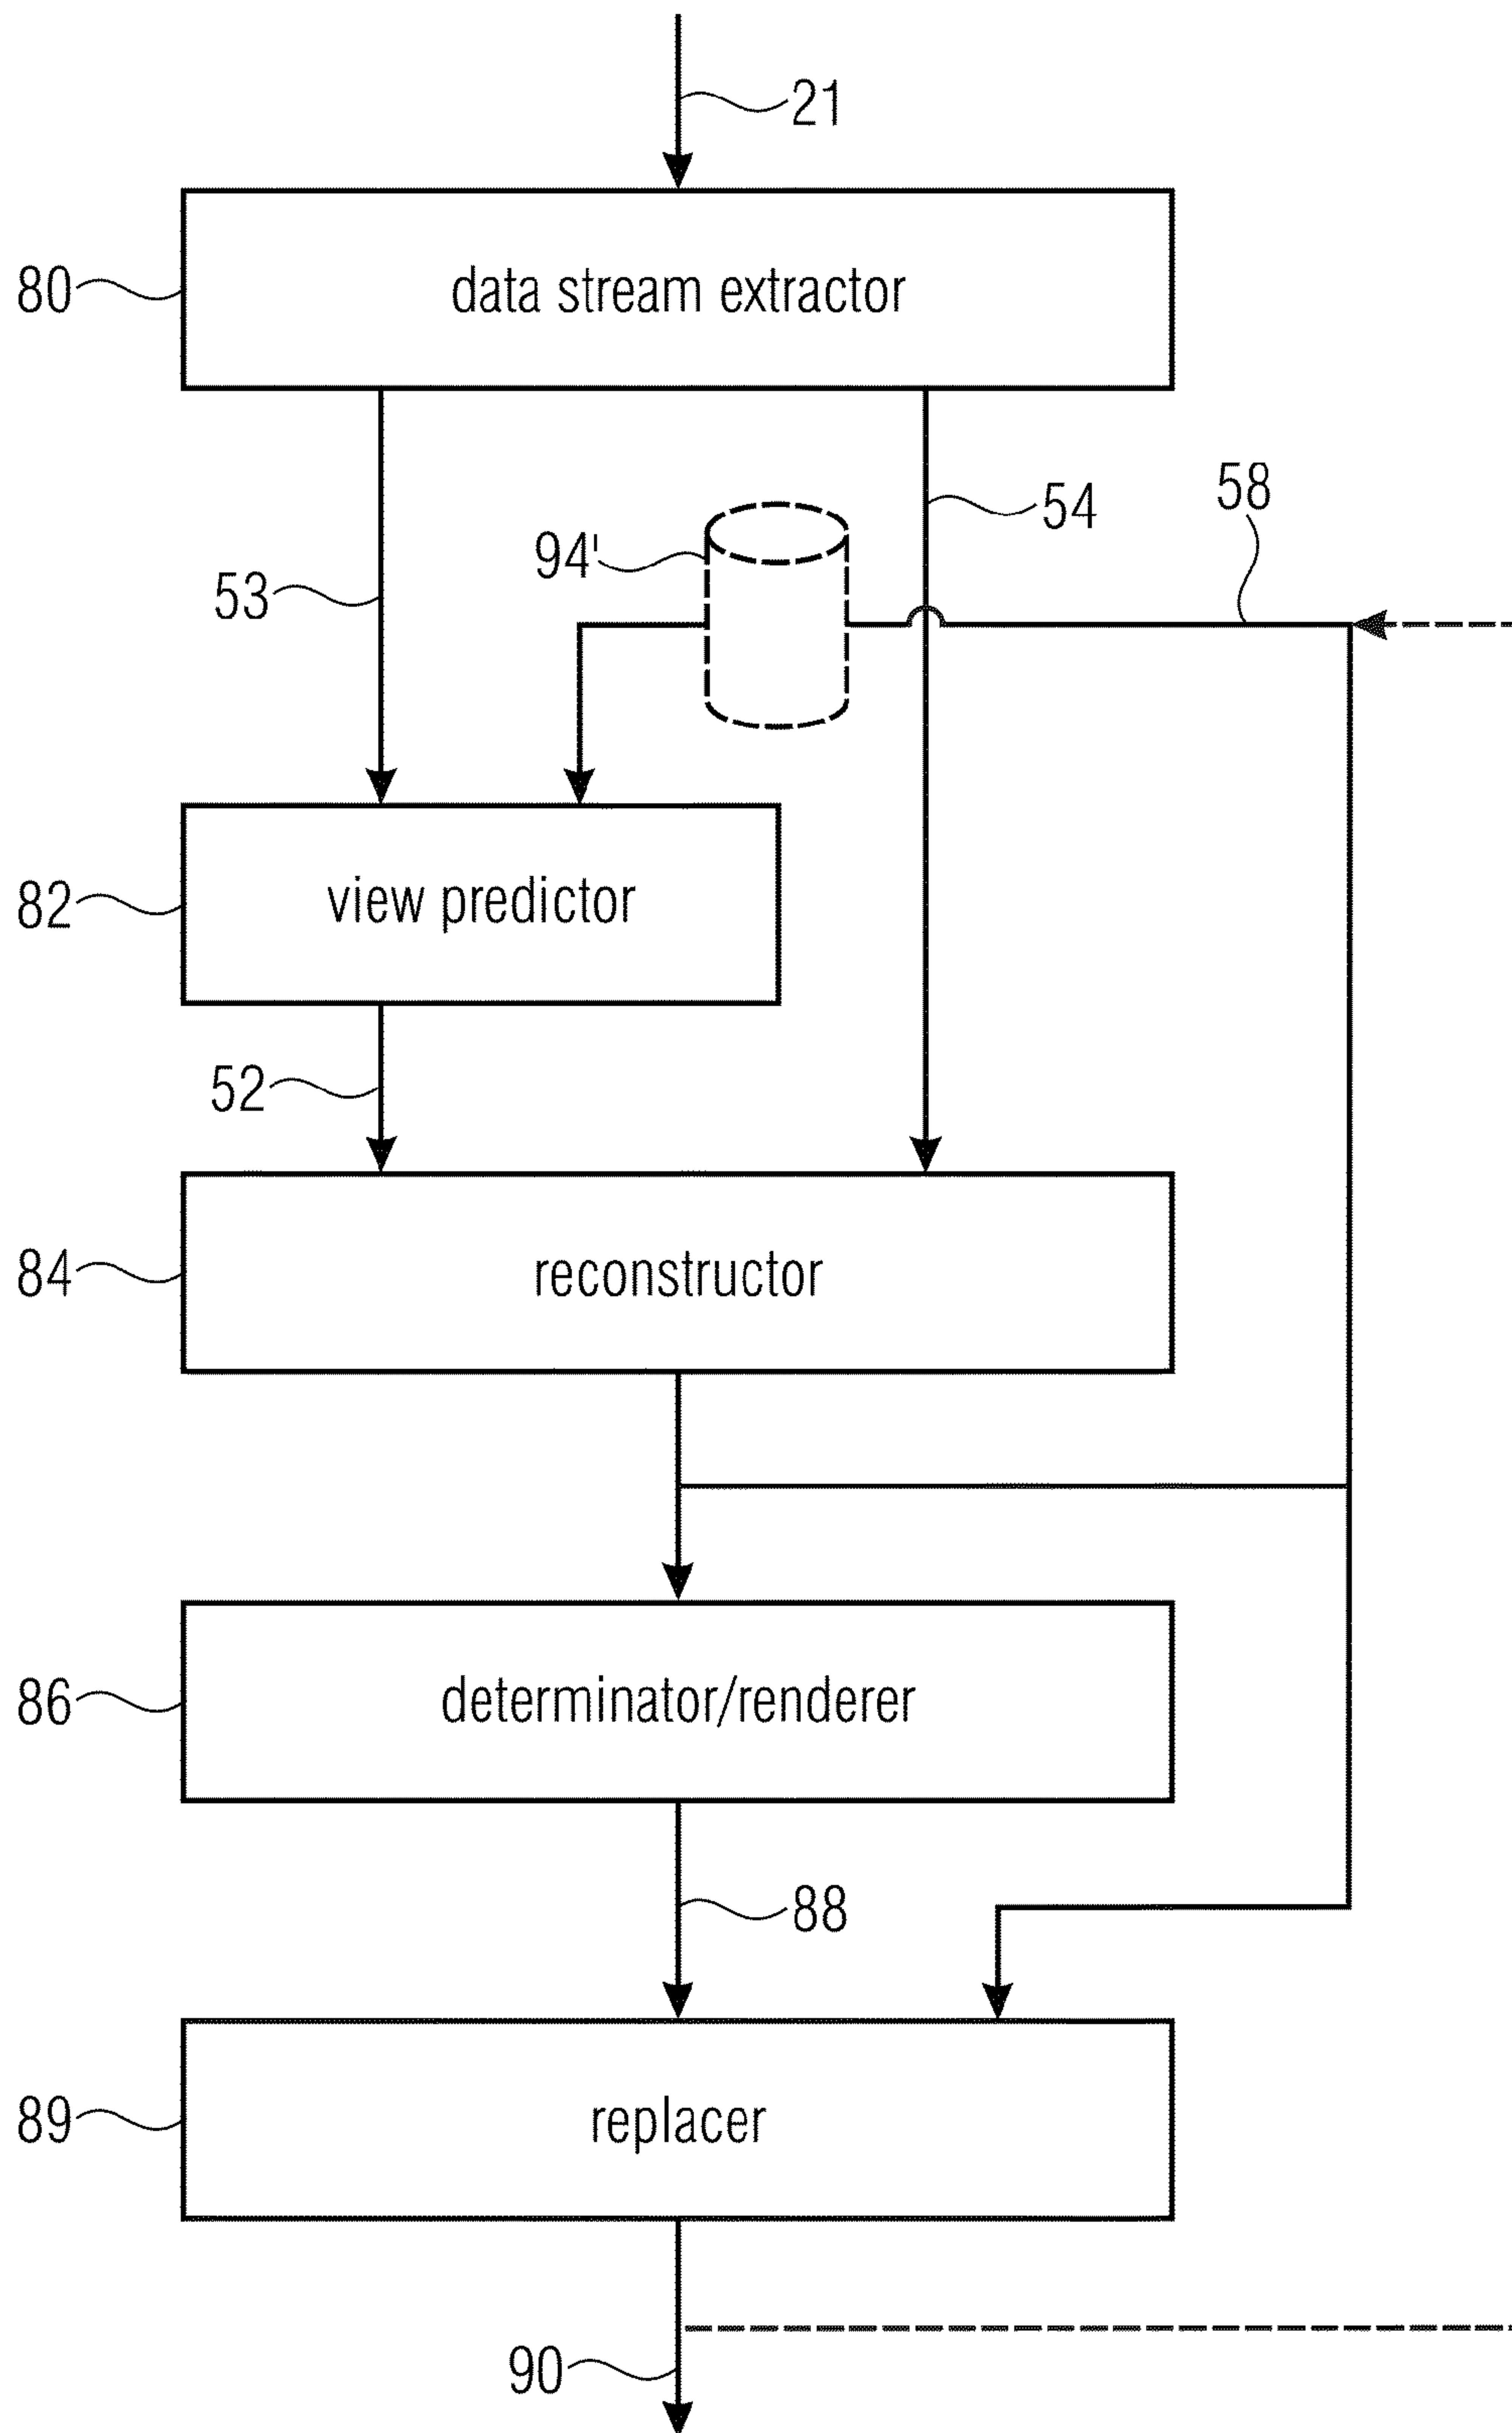 21
80
data stream extractor
58
54
94'
53
82
view predictor
52
84
reconstructor
86
determinator/renderer
88
89
replacer
90